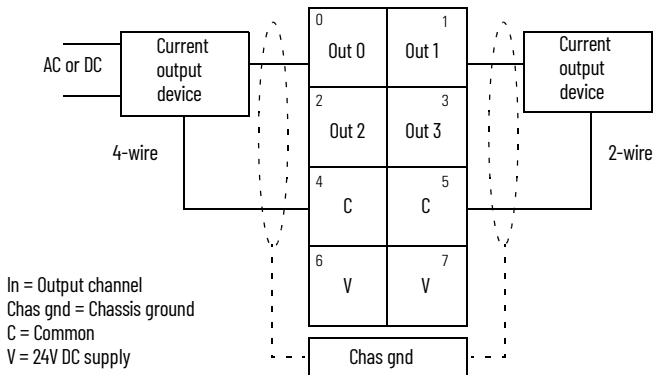 0
1
Out 0
Out 1
AC or DC
Current
output
device
Current
output
device
2
3
Out 2
Out 3
4-wire
2-wire
4
5
C
C
6
7
V
V
In = Output channel
Chas gnd = Chassis ground
C = Common
V = 24V DC supply
Chas gnd